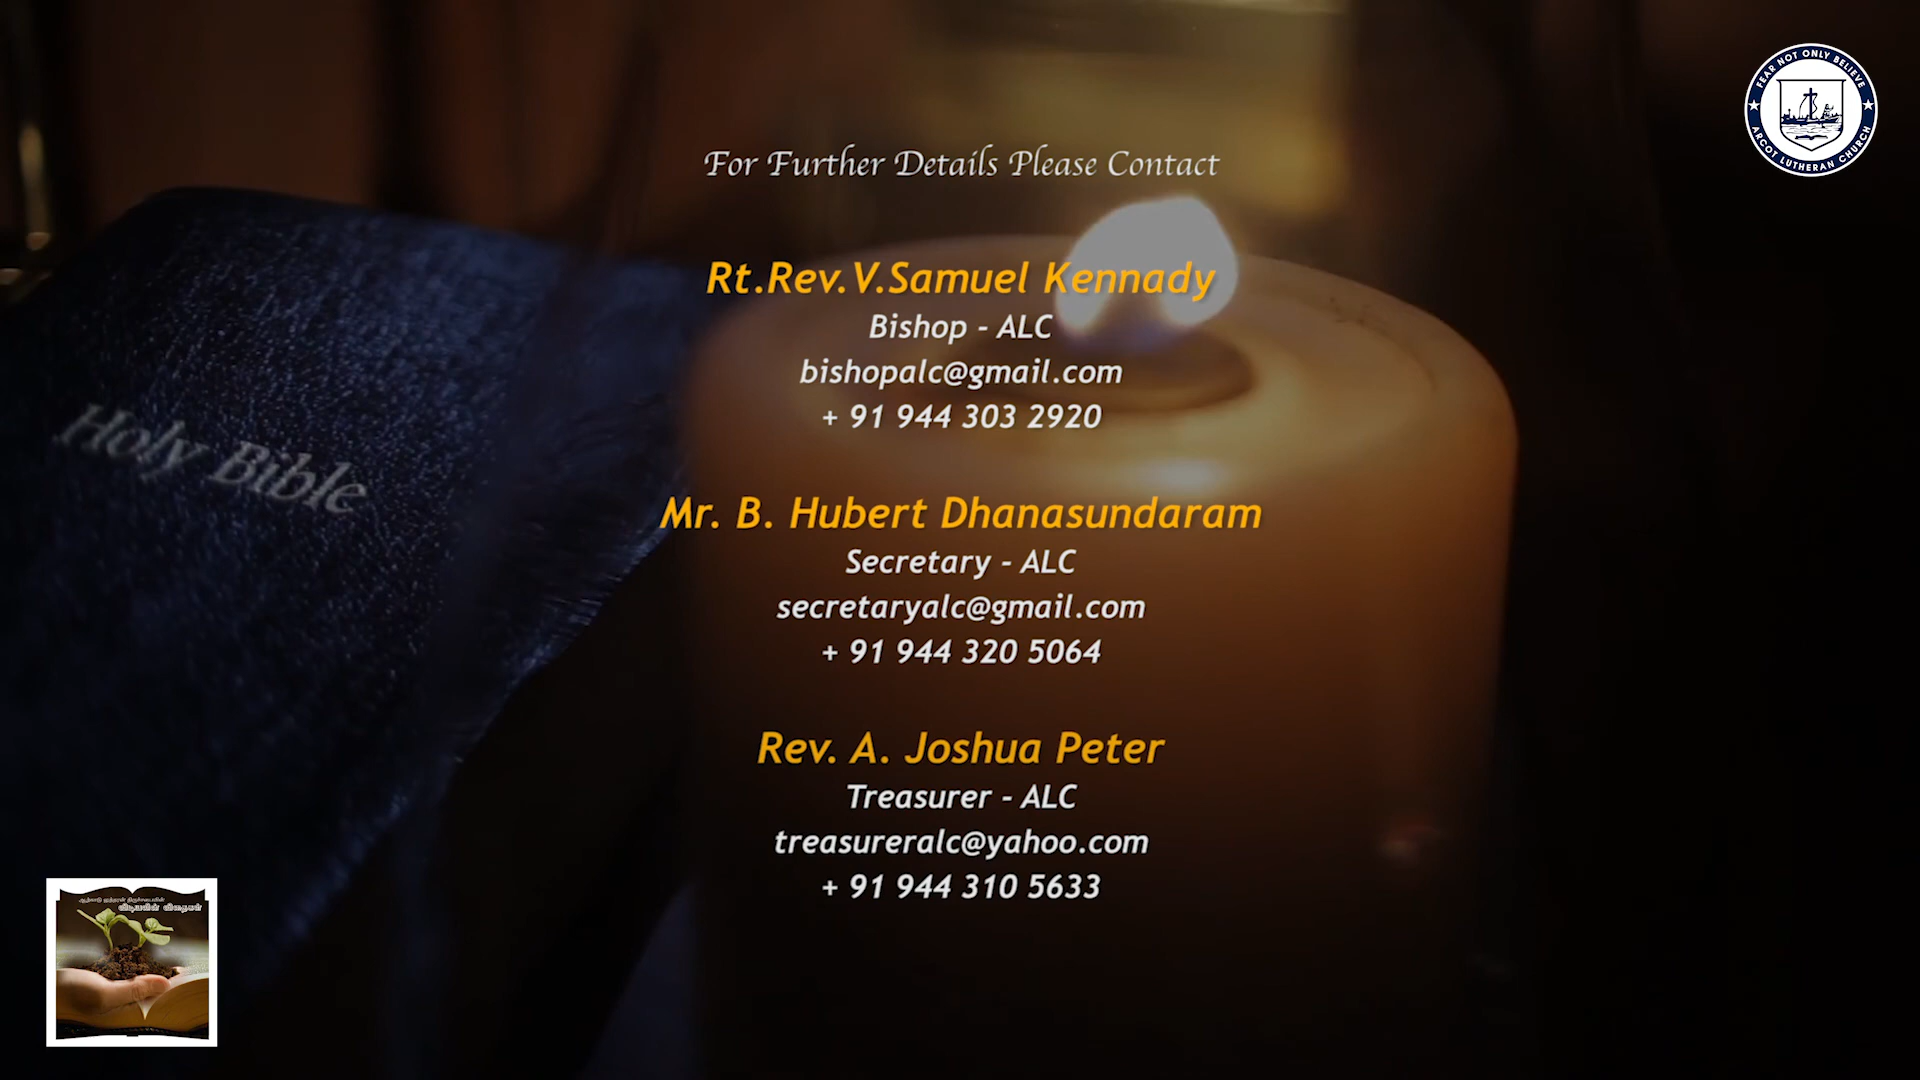 FEAR NOT ONLY BELIEVE
ARCOT LUTHERAN CHURCH
For Further Details Please Contact
Rt.Rev.V.Samuel Kennady
Bishop - ALC
bishopalc@gmail.com
+ 91 944 303 2920
Holy Bible
Mr. B. Hubert Dhanasundaram
Secretary - ALC
secretaryalc@gmail.com
+ 91 944 320 5064
Rev. A. Joshua Peter
Treasurer - ALC
treasureralc@yahoo.com
+ 91 944 310 5633